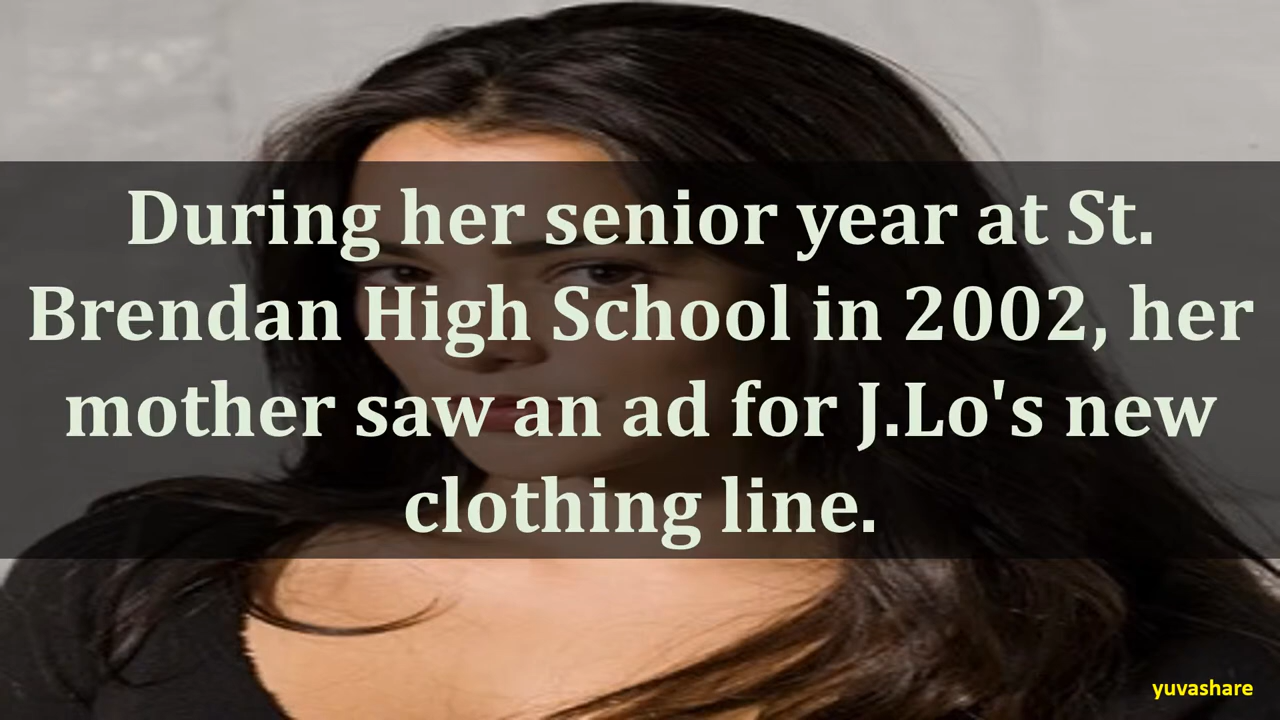 During her senior year at St.
Brendan High School in 2002, her
mother saw an ad for J.Lo's new
clothing line.
yuvashare